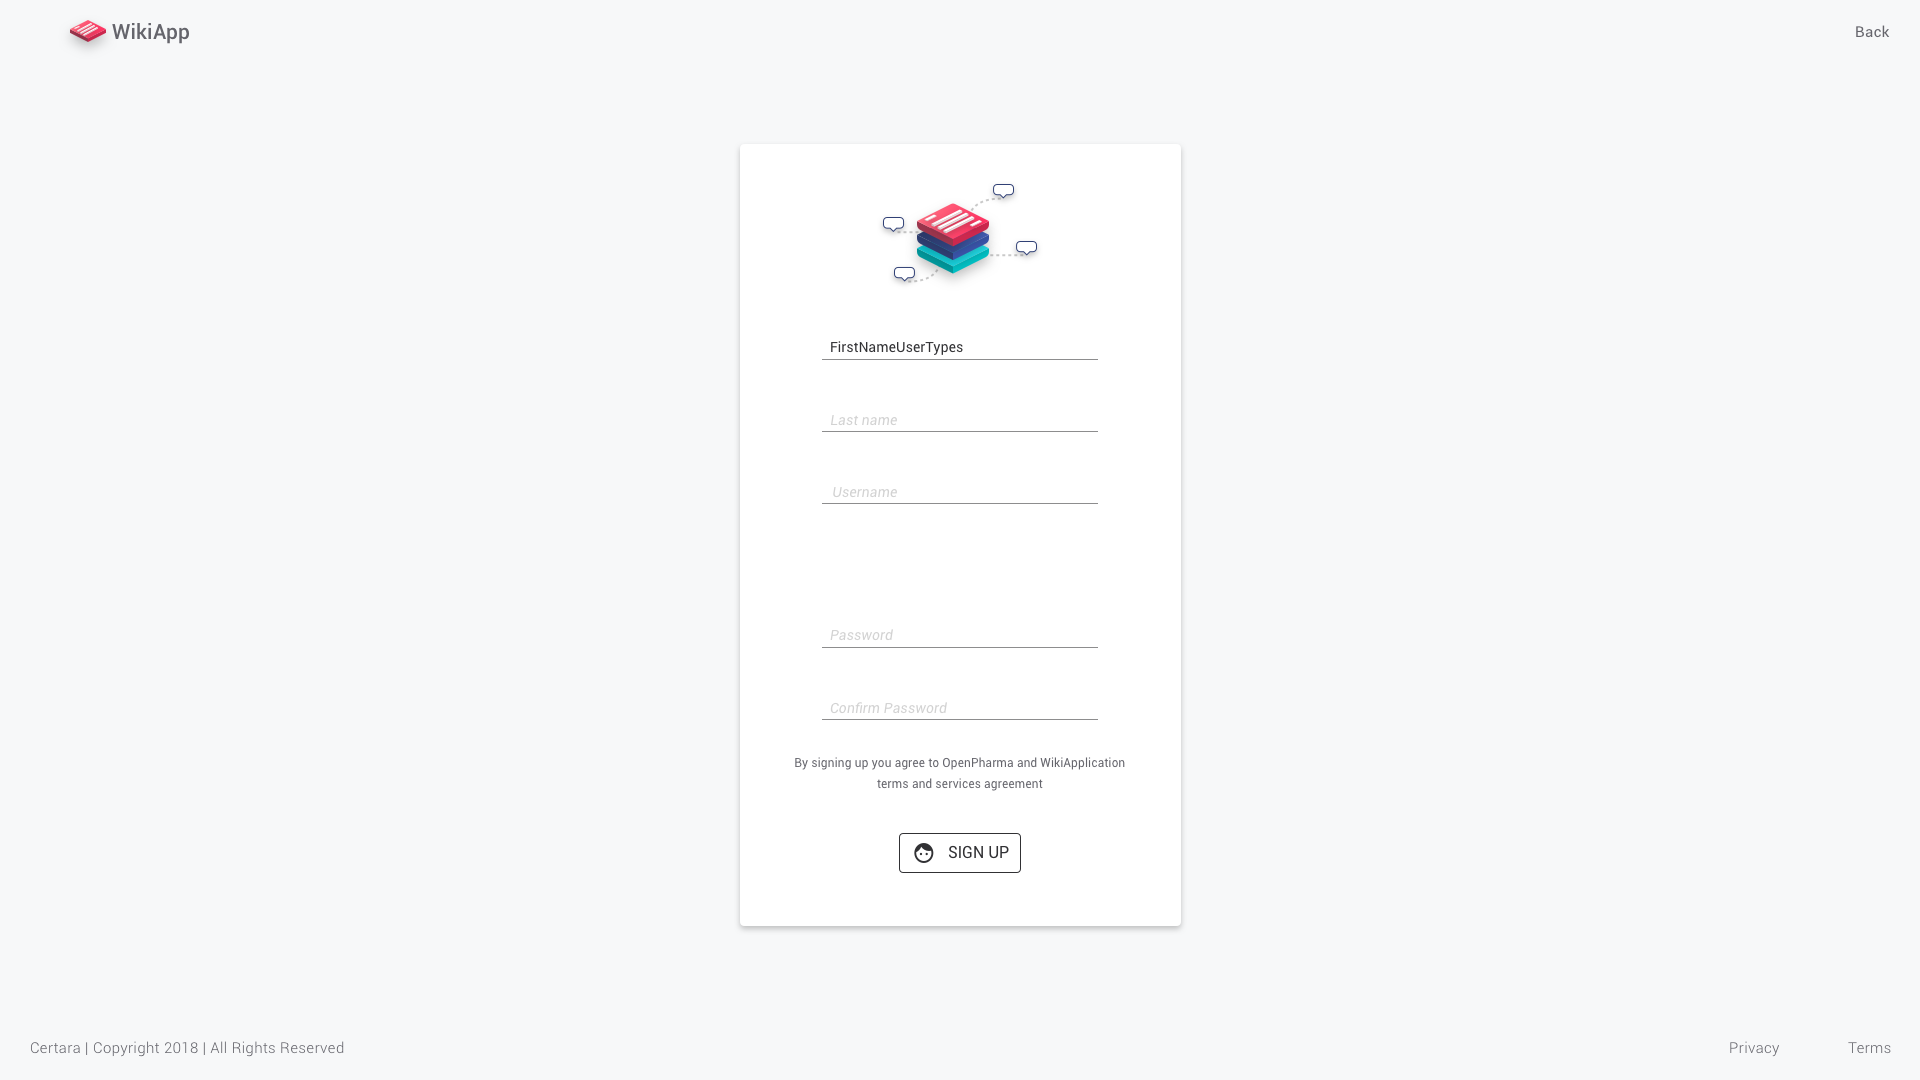 WikiApp
Back
FirstNameUserTypes
Last name
Username
Password
Confirm Password
By signing up you agree to OpenPharma and WikiApplication
terms and services agreement
SIGN UP
Certara | Copyright 2018 | All Rights Reserved
Privacy
Terms